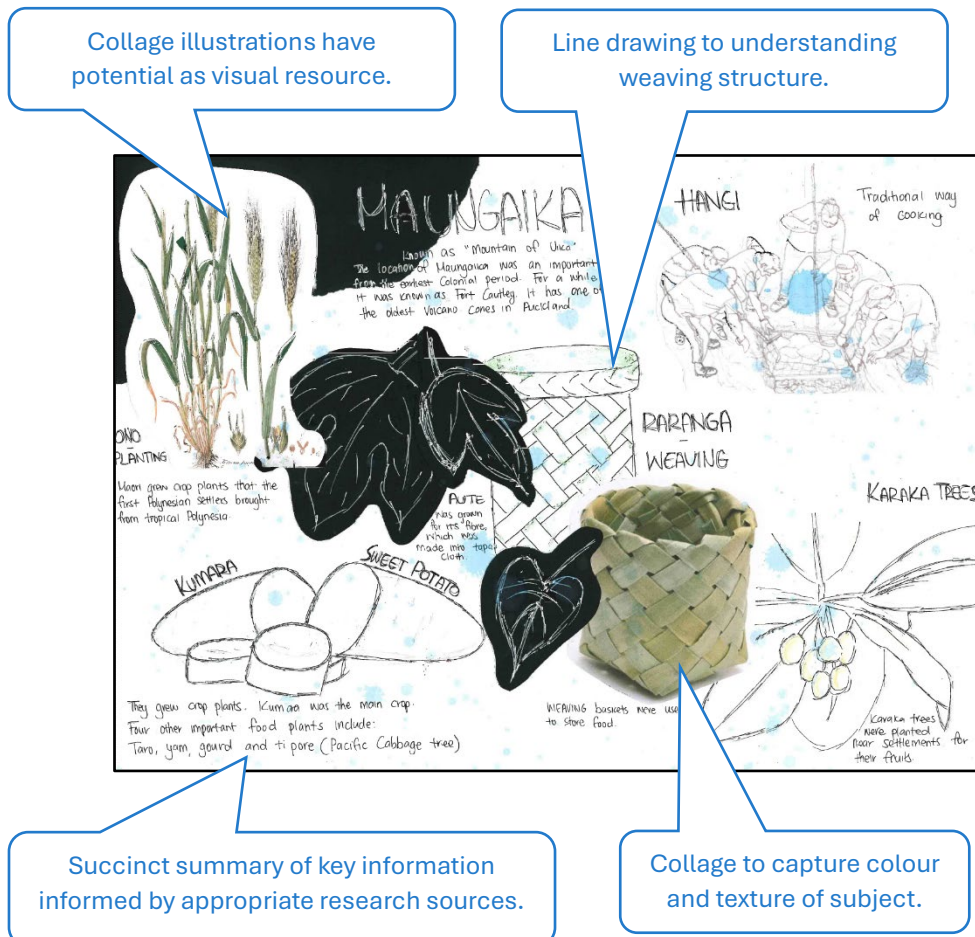 Collage illustrations have
potential as visual resource.
Line drawing to understanding
weaving structure.
MAUNGAIKA
known as "Mountain of Uika"
The location of Maungaika was an important
from the earliest Colonial period. For a while
it was known as Fort Cautley. It has one of
the oldest volcano cones in Auckland.
HANGI
Traditional way
of cooking
ONO
PLANTING
Maori grew crop plants that the
first Polynesian settlers brought
from tropical Polynesia
AUTE
was grown
for its fibre,
which was
made into tapa
cloth.
RARANGA
WEAVING
KARAKA TREES
KUMARA
SWEET POTATO
They grew crop plants. Kumara was the main crop.
Four other important food plants include:
Taro, yam, gourd and ti pore (Pacific Cabbage tree)
WEAVING baskets were use
to store food.
Karaka trees
were planted
near settlements for
their fruits
Succinct summary of key information
informed by appropriate research sources.
Collage to capture colour
and texture of subject.